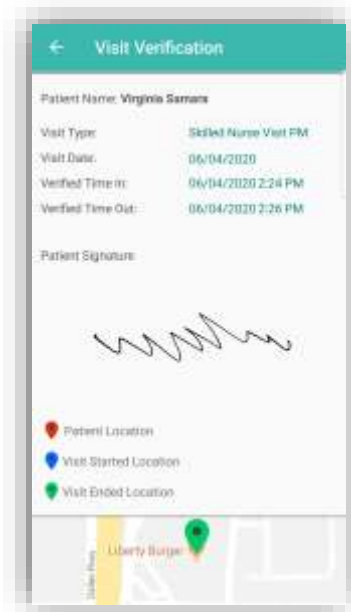 Visit Verification
Patient Name: Virginia Samara
Visit Type: Skilled Nurse Visit PM
Visit Date: 06/04/2020
Verified Time In: 06/04/2020 2:24 PM
Verified Time Out: 06/04/2020 2:26 PM
Patient Signature
Patient Location
Visit Started Location
Visit Ended Location
Liberty Burger
Pkwy